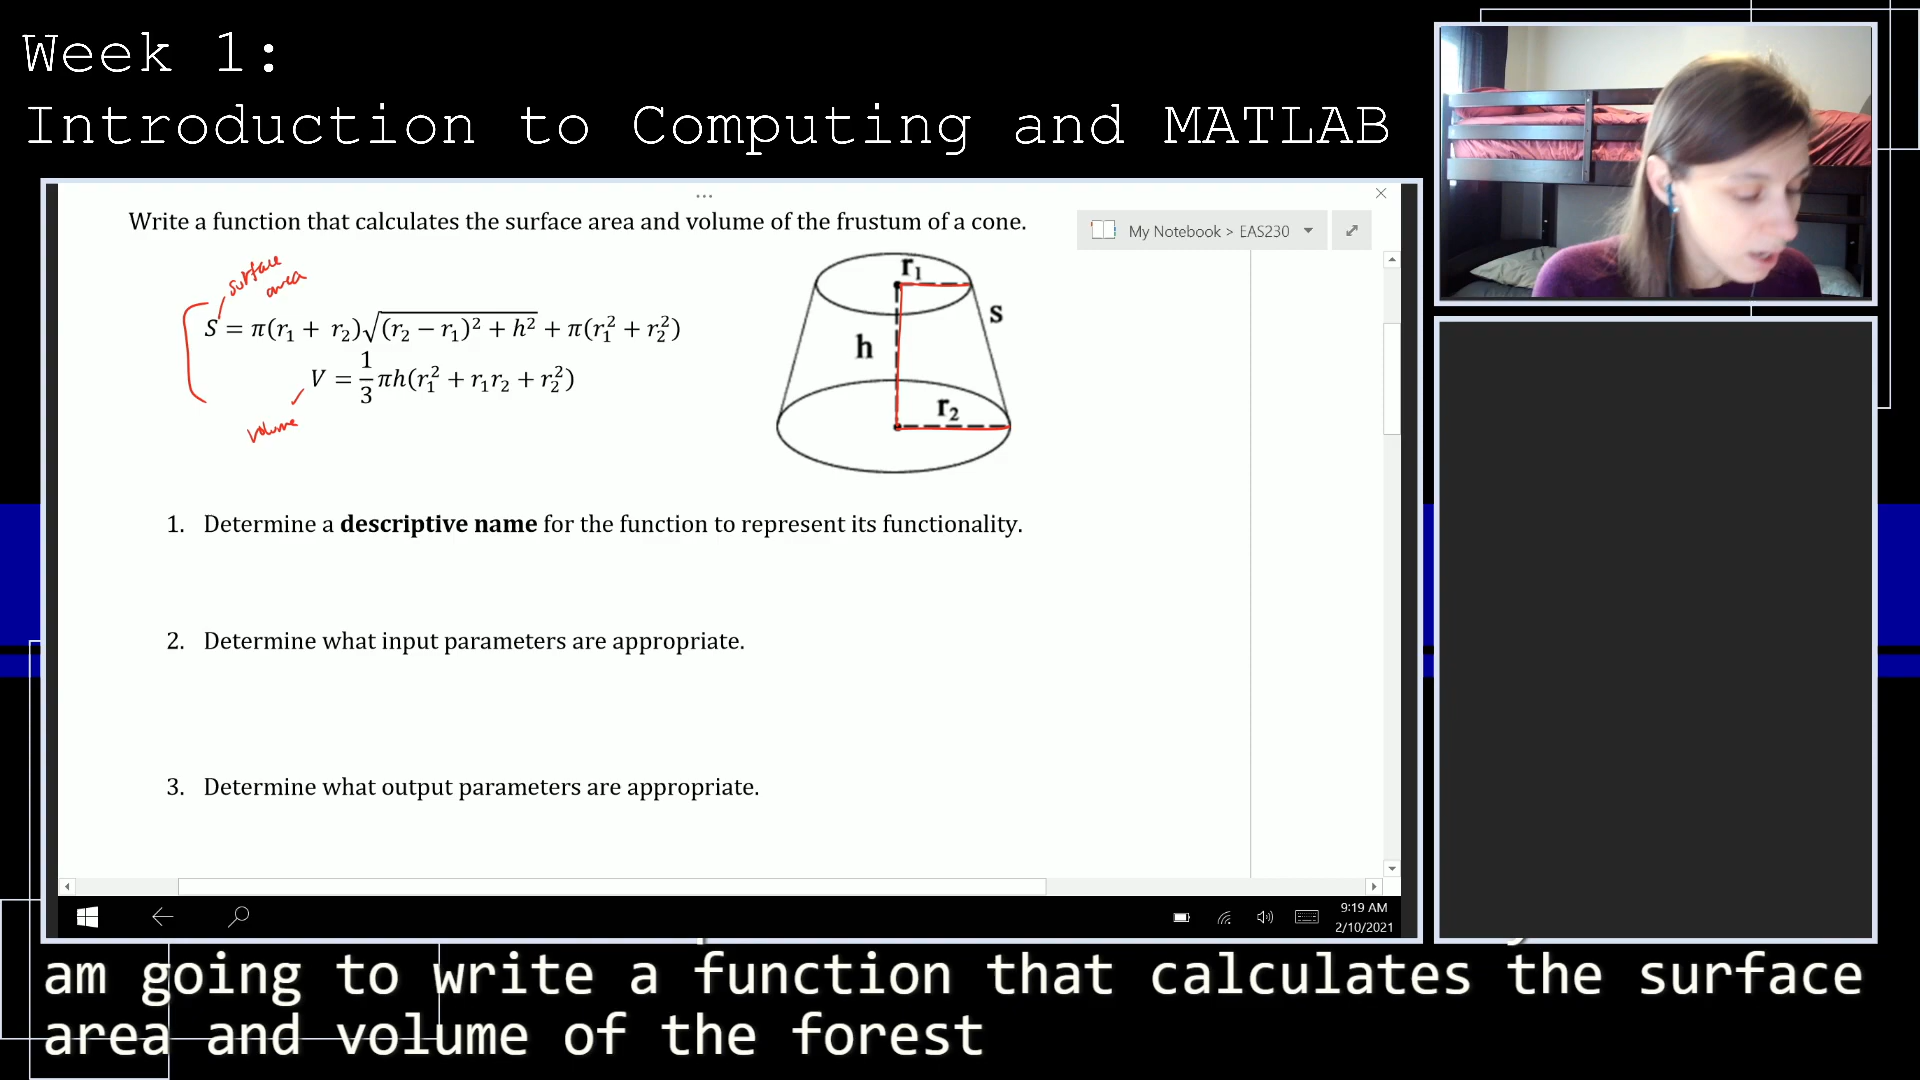 Week 1:
Introduction to Computing and MATLAB
Write a function that calculates the surface area and volume of the frustum of a cone.
My Notebook > EAS230
surface
area
S = π(r₁ + r₂)√((r₂ − r₁)² + h²) + π(r₁² + r₂²)
V = 1/3 πh(r₁² + r₁r₂ + r₂²)
volume
r₁
s
h
r₂
1. Determine a descriptive name for the function to represent its functionality.
2. Determine what input parameters are appropriate.
3. Determine what output parameters are appropriate.
9:19 AM
2/10/2021
am going to write a function that calculates the surface
area and volume of the forest